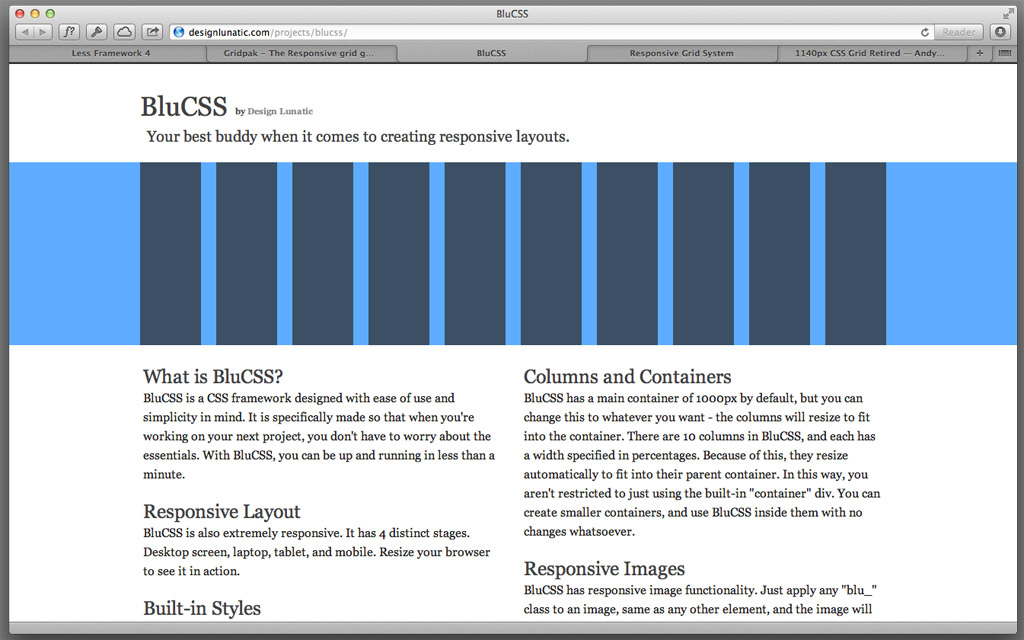 BluCSS
designlunatic.com/projects/blucss/
Reader
Less Framework 4
Gridpak – The Responsive grid g...
BluCSS
Responsive Grid System
1140px CSS Grid Retired — Andy...
BluCSS by Design Lunatic
Your best buddy when it comes to creating responsive layouts.
What is BluCSS?
BluCSS is a CSS framework designed with ease of use and
simplicity in mind. It is specifically made so that when you're
working on your next project, you don't have to worry about the
essentials. With BluCSS, you can be up and running in less than a
minute.
Responsive Layout
BluCSS is also extremely responsive. It has 4 distinct stages.
Desktop screen, laptop, tablet, and mobile. Resize your browser
to see it in action.
Built-in Styles
Columns and Containers
BluCSS has a main container of 1000px by default, but you can
change this to whatever you want - the columns will resize to fit
into the container. There are 10 columns in BluCSS, and each has
a width specified in percentages. Because of this, they resize
automatically to fit into their parent container. In this way, you
aren't restricted to just using the built-in "container" div. You can
create smaller containers, and use BluCSS inside them with no
changes whatsoever.
Responsive Images
BluCSS has responsive image functionality. Just apply any "blu_"
class to an image, same as any other element, and the image will